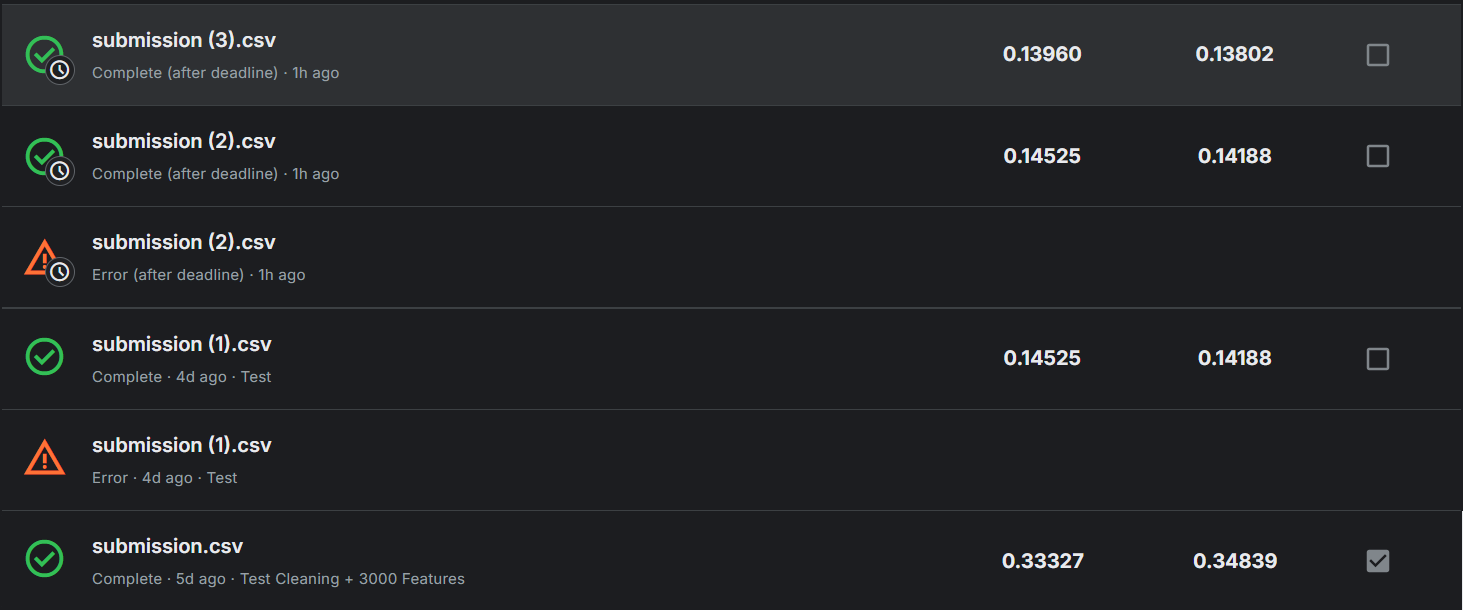 submission (3).csv
Complete (after deadline) · 1h ago
0.13960
0.13802
submission (2).csv
Complete (after deadline) · 1h ago
0.14525
0.14188
submission (2).csv
Error (after deadline) · 1h ago
submission (1).csv
Complete · 4d ago · Test
0.14525
0.14188
submission (1).csv
Error · 4d ago · Test
submission.csv
Complete · 5d ago · Test Cleaning + 3000 Features
0.33327
0.34839